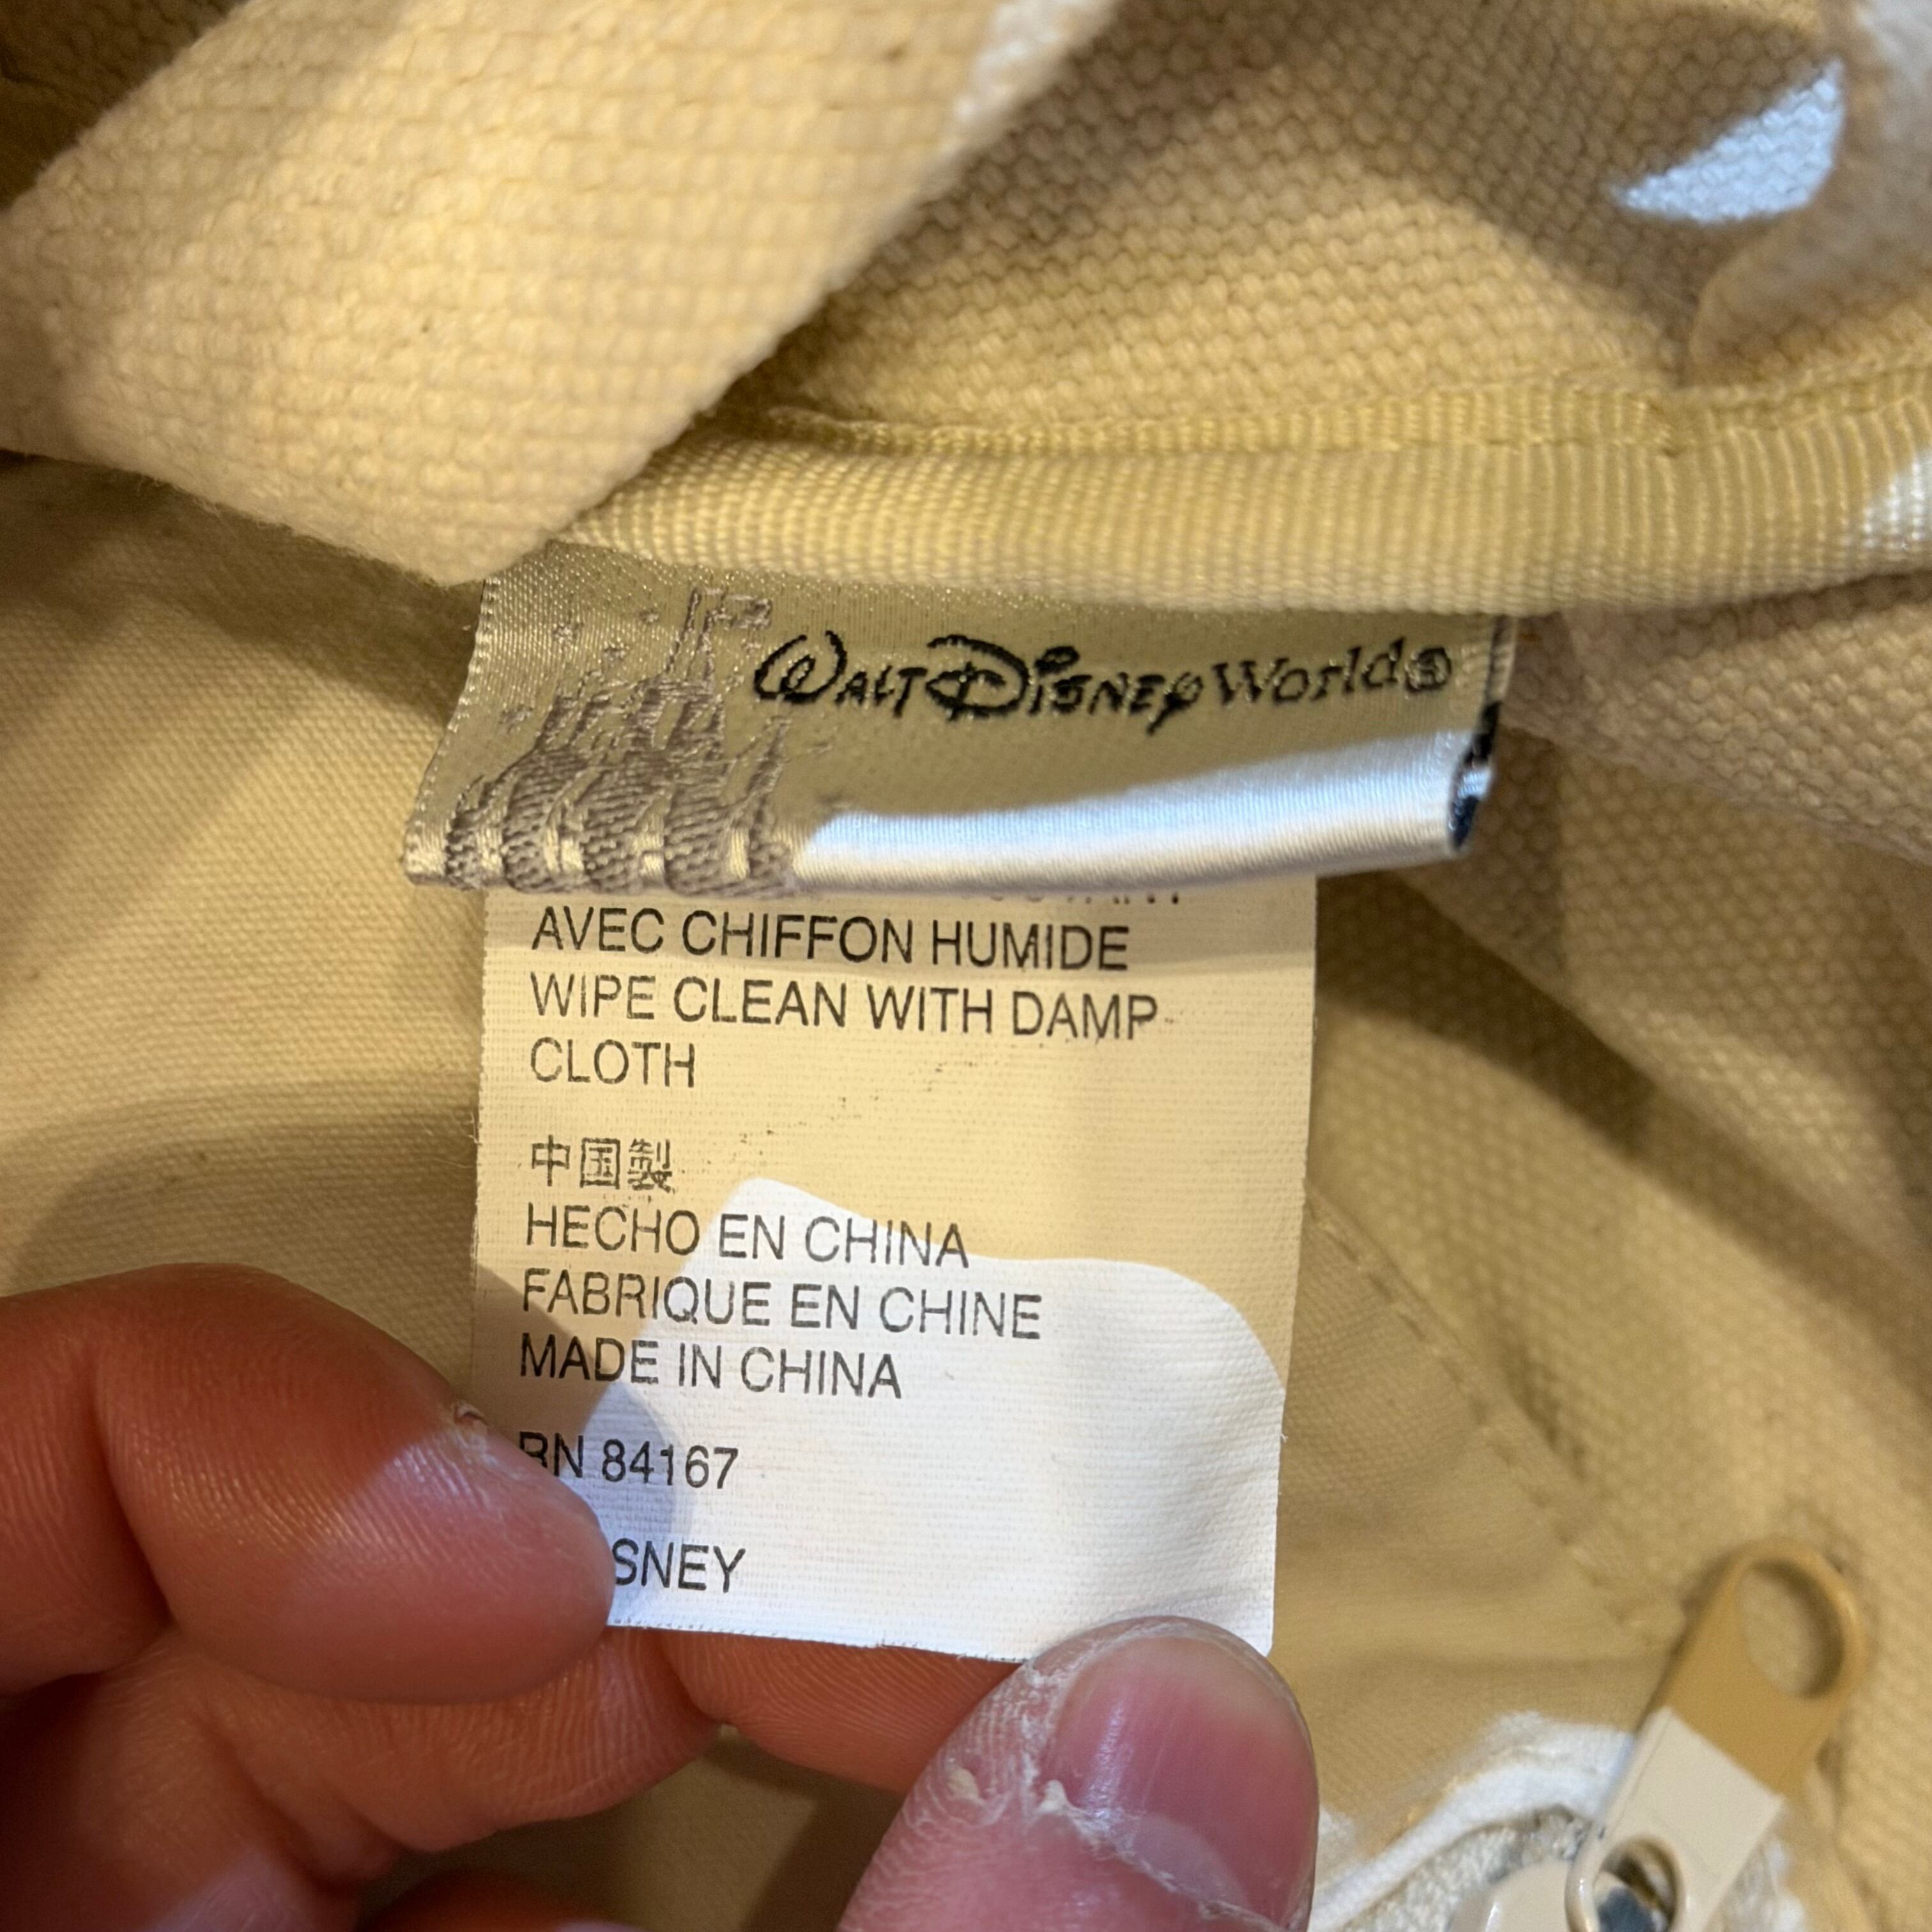 WALT DISNEY World®
AVEC CHIFFON HUMIDE
WIPE CLEAN WITH DAMP
CLOTH
中国製
HECHO EN CHINA
FABRIQUE EN CHINE
MADE IN CHINA
RN 84167
SNEY